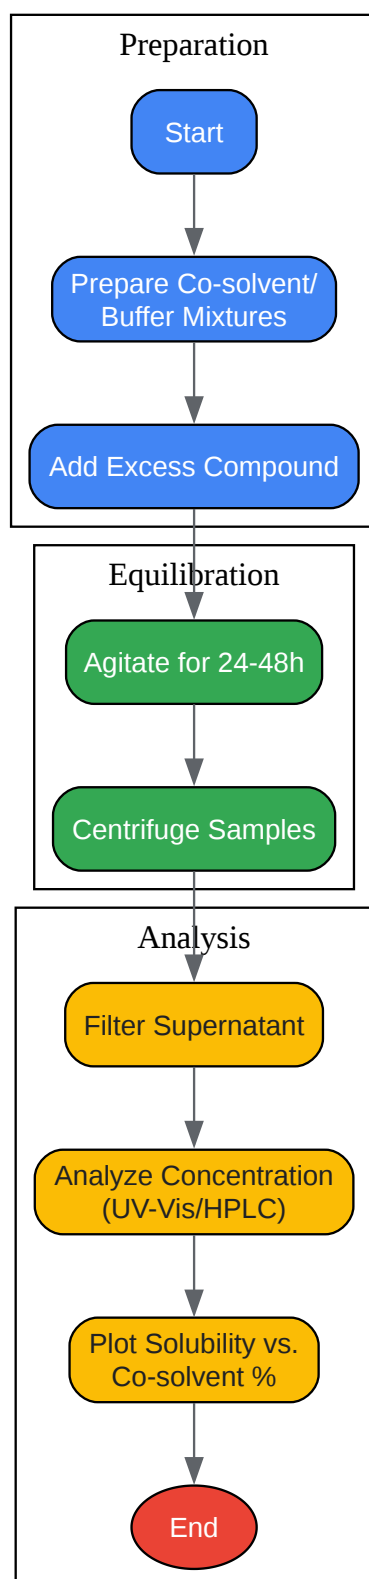 Preparation
Start
Prepare Co-solvent/
Buffer Mixtures
Add Excess Compound
Equilibration
Agitate for 24-48h
Centrifuge Samples
Analysis
Filter Supernatant
Analyze Concentration
(UV-Vis/HPLC)
Plot Solubility vs.
Co-solvent %
End